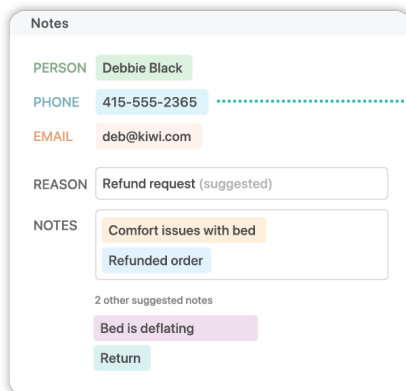 Notes
PERSON Debbie Black
PHONE 415-555-2365
EMAIL deb@kiwi.com
REASON Refund request (suggested)
NOTES Comfort issues with bed
Refunded order
2 other suggested notes
Bed is deflating
Return